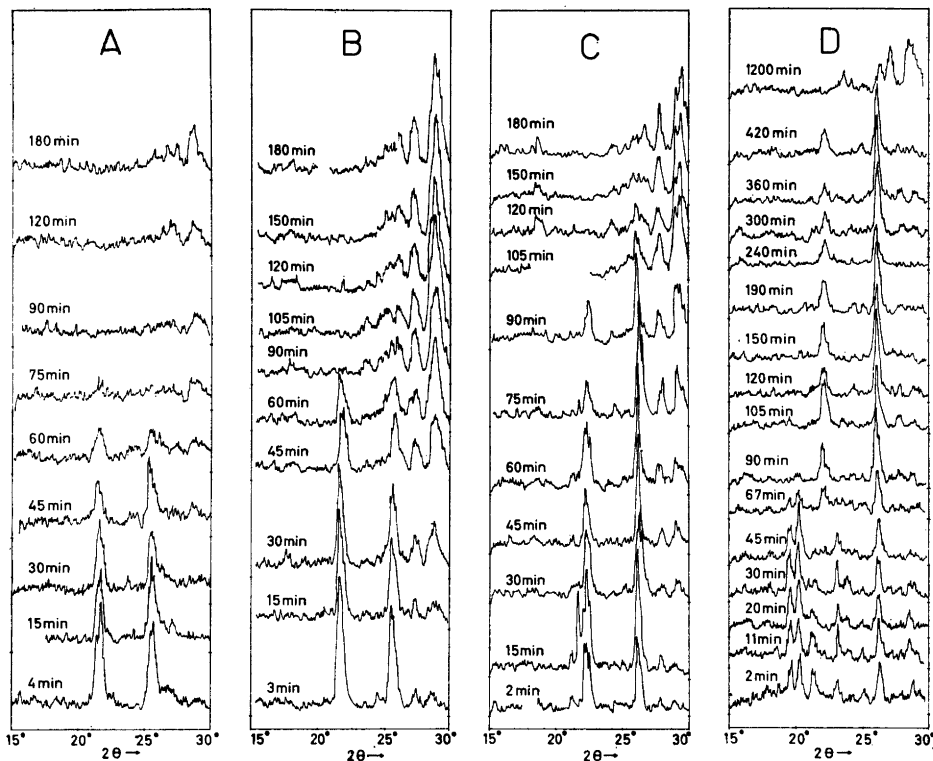 A
180 min
120 min
90 min
75 min
60 min
45 min
30 min
15 min
4 min
15° 20° 25° 30°
2θ →
B
180 min
150 min
120 min
105 min
90 min
60 min
45 min
30 min
15 min
3 min
15° 20° 25° 30°
2θ →
C
180 min
150 min
120 min
105 min
90 min
75 min
60 min
45 min
30 min
15 min
2 min
15° 20° 25° 30°
2θ →
D
1200 min
420 min
360 min
300 min
240 min
190 min
150 min
120 min
105 min
90 min
67 min
45 min
30 min
20 min
11 min
2 min
15° 20° 25° 30°
2θ →